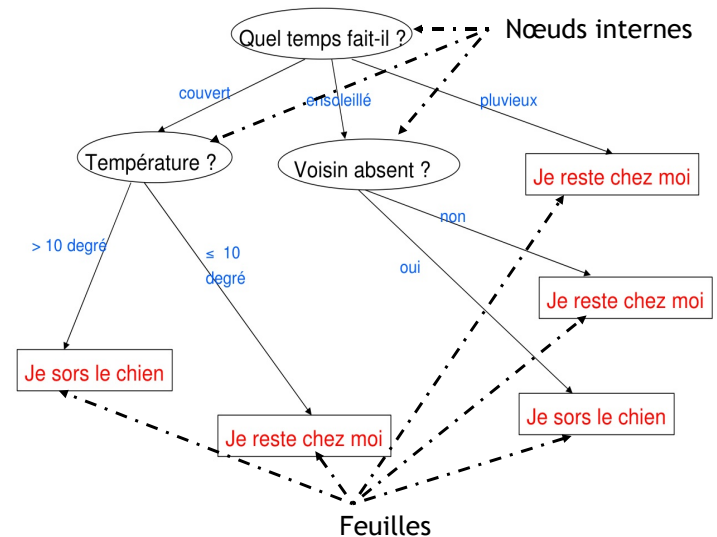 Nœuds internes
Quel temps fait-il ?
couvert
ensoleillé
pluvieux
Température ?
Voisin absent ?
Je reste chez moi
> 10 degré
≤ 10
degré
non
oui
Je reste chez moi
Je sors le chien
Je reste chez moi
Je sors le chien
Feuilles